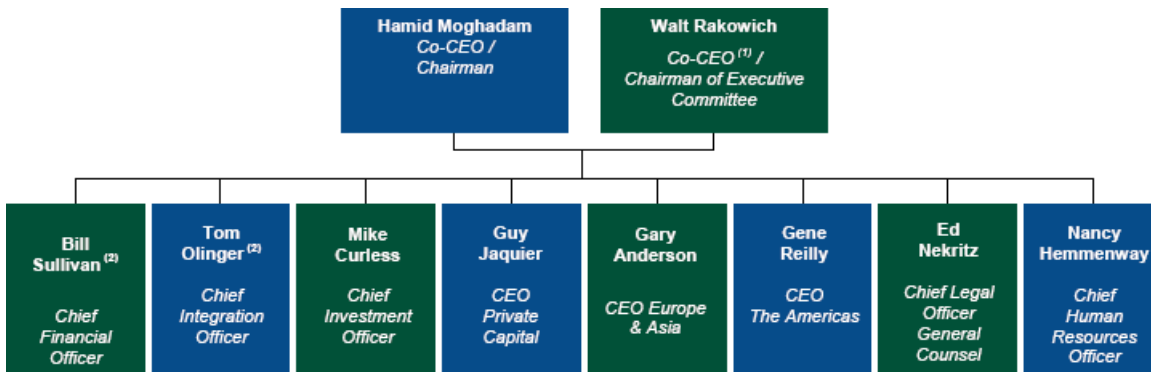 Hamid Moghadam
Co-CEO /
Chairman
Walt Rakowich
Co-CEO (1) /
Chairman of Executive
Committee
Bill
Sullivan (2)
Chief
Financial
Officer
Tom
Olinger (2)
Chief
Integration
Officer
Mike
Curless
Chief
Investment
Officer
Guy
Jaquier
CEO
Private
Capital
Gary
Anderson
CEO Europe
& Asia
Gene
Reilly
CEO
The Americas
Ed
Nekritz
Chief Legal
Officer
General
Counsel
Nancy
Hemmenway
Chief
Human
Resources
Officer